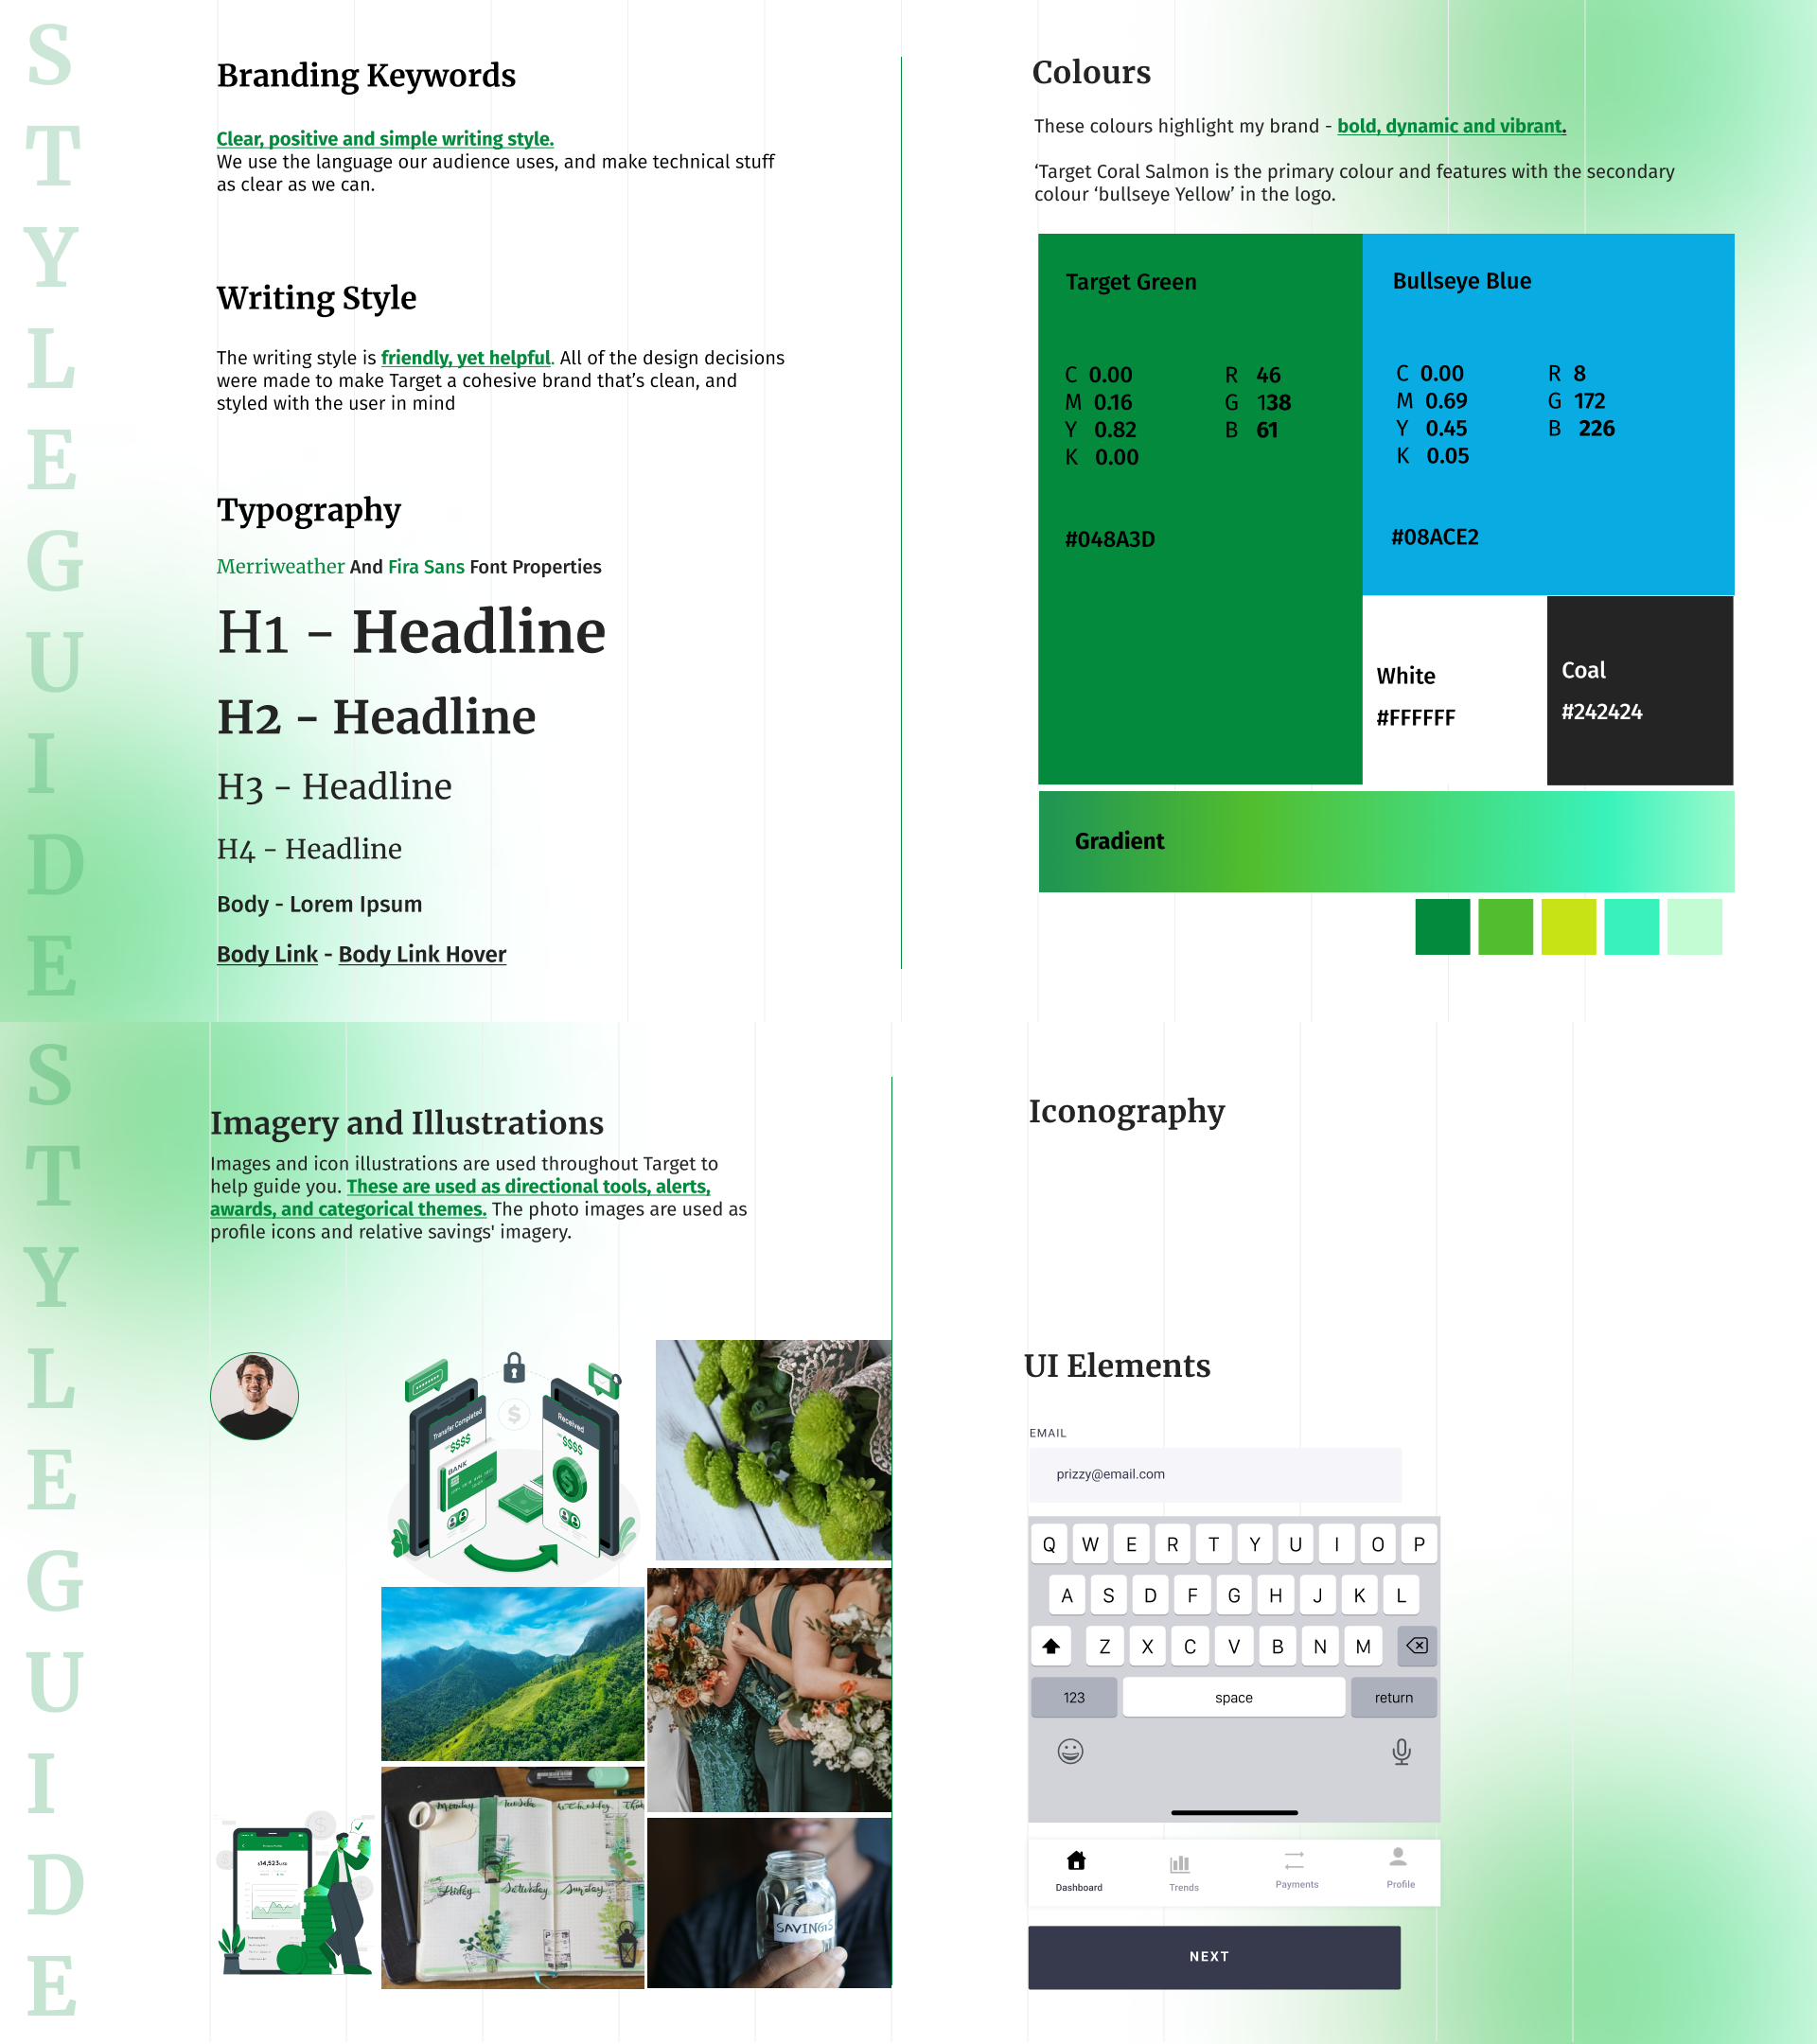 STYLEGUIDE
Branding Keywords
Clear, positive and simple writing style.
We use the language our audience uses, and make technical stuff
as clear as we can.
Writing Style
The writing style is friendly, yet helpful. All of the design decisions
were made to make Target a cohesive brand that’s clean, and
styled with the user in mind
Typography
Merriweather And Fira Sans Font Properties
H1 - Headline
H2 - Headline
H3 - Headline
H4 - Headline
Body - Lorem Ipsum
Body Link - Body Link Hover
Colours
These colours highlight my brand - bold, dynamic and vibrant.
‘Target Coral Salmon is the primary colour and features with the secondary
colour ‘bullseye Yellow’ in the logo.
Target Green
C 0.00 R 46
M 0.16 G 138
Y 0.82 B 61
K 0.00
#048A3D
Bullseye Blue
C 0.00 R 8
M 0.69 G 172
Y 0.45 B 226
K 0.05
#08ACE2
White
#FFFFFF
Coal
#242424
Gradient
STYLEGUIDE
Imagery and Illustrations
Images and icon illustrations are used throughout Target to
help guide you. These are used as directional tools, alerts,
awards, and categorical themes. The photo images are used as
profile icons and relative savings' imagery.
Transfer Completed
$$$$
BANK
Received
$$$$
$
$14,523
Monday Tuesday Wednesday
Friday Saturday Sunday
SAVINGS
Iconography
UI Elements
EMAIL
prizzy@email.com
Q W E R T Y U I O P
A S D F G H J K L
Z X C V B N M
123 space return
Dashboard Trends Payments Profile
NEXT